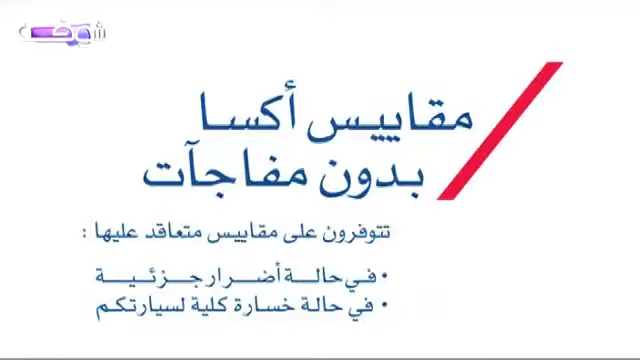 مقاييس أكسا
بدون مفاجآت
تتوفرون على مقاييس متعاقد عليها :
• في حالة أضرار جزئية
• في حالة خسارة كلية لسيارتكم